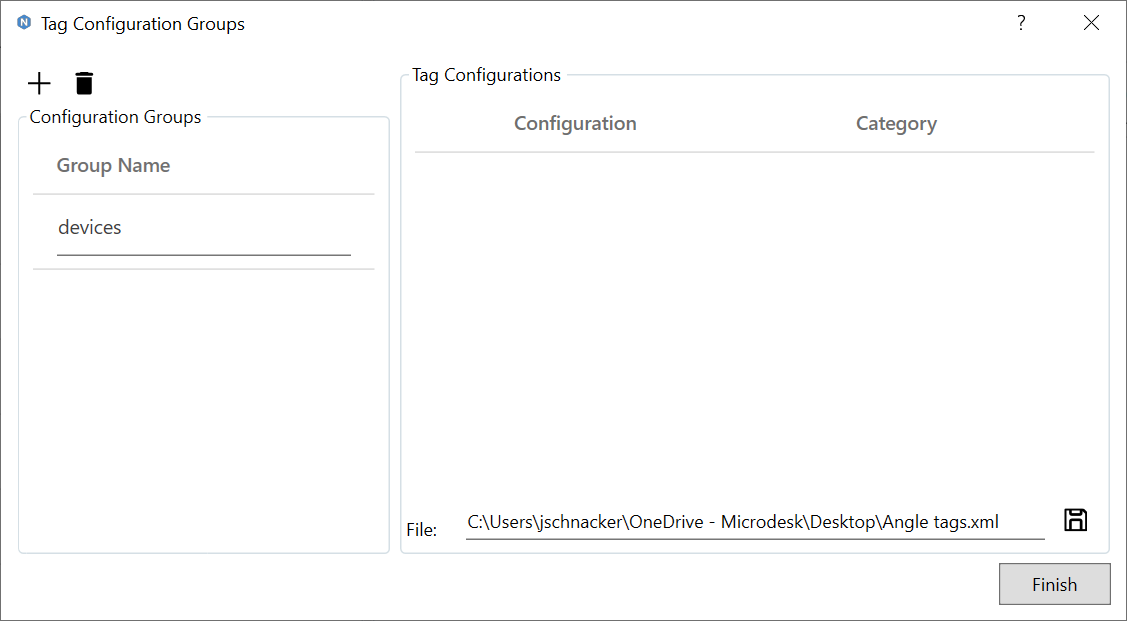 N Tag Configuration Groups ?
Configuration Groups
Group Name
devices
Tag Configurations
Configuration Category
File: C:\Users\jschnacker\OneDrive - Microdesk\Desktop\Angle tags.xml
Finish